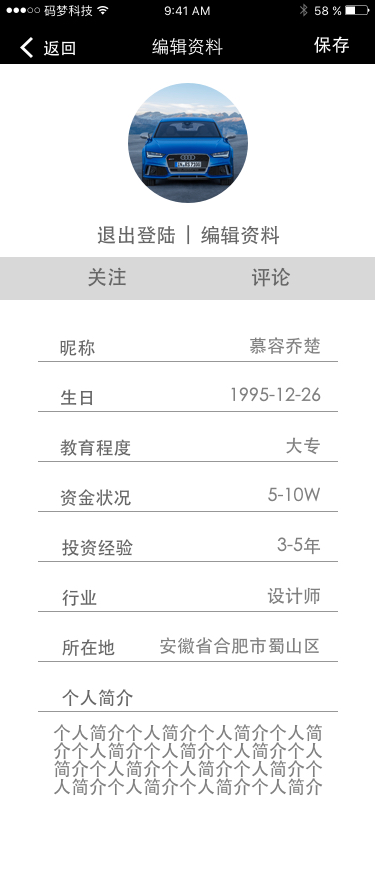 码梦科技 9:41 AM 58 %
返回 编辑资料 保存
退出登陆 | 编辑资料
关注 评论
昵称 慕容乔楚
生日 1995-12-26
教育程度 大专
资金状况 5-10W
投资经验 3-5年
行业 设计师
所在地 安徽省合肥市蜀山区
个人简介
个人简介个人简介个人简介个人简
介个人简介个人简介个人简介个人
简介个人简介个人简介个人简介个
人简介个人简介个人简介个人简介